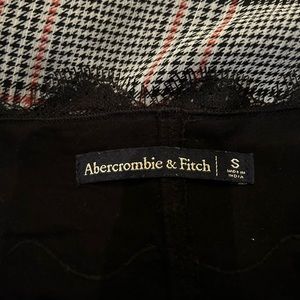 Abercrombie & Fitch
S
MADE IN
INDIA